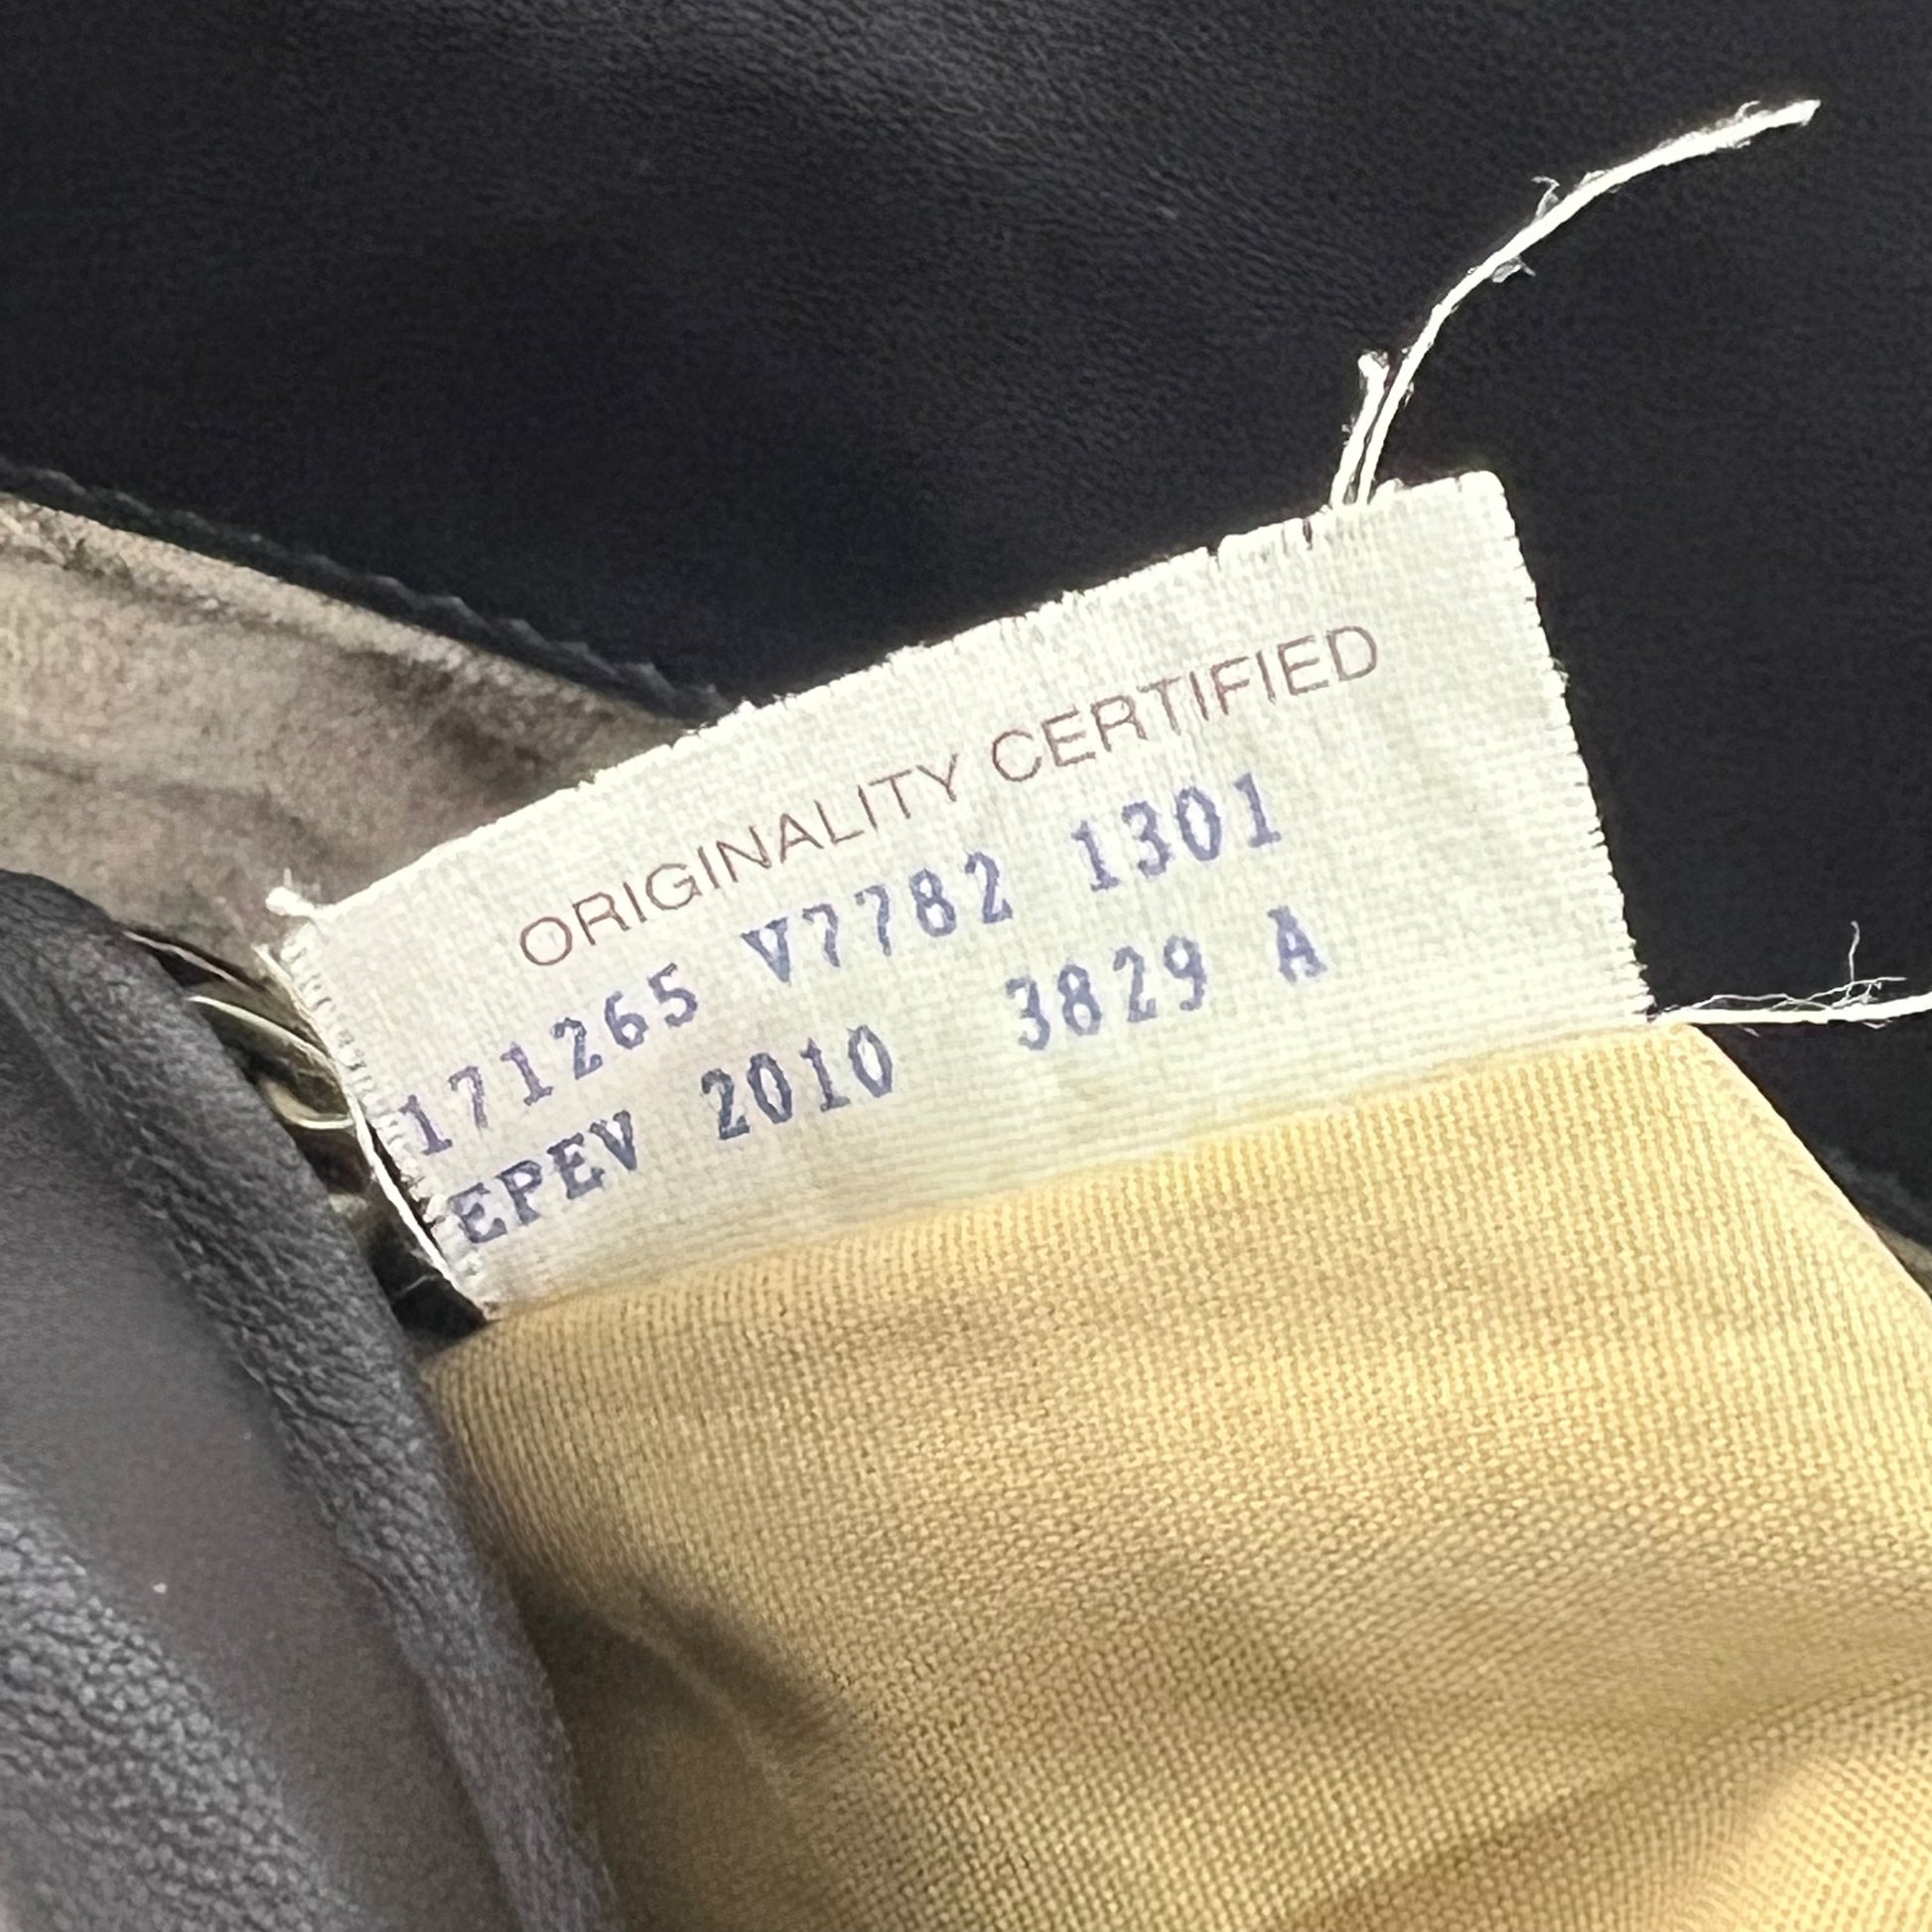 ORIGINALITY CERTIFIED
171265 V7782 1301
EPEV 2010 3829 A